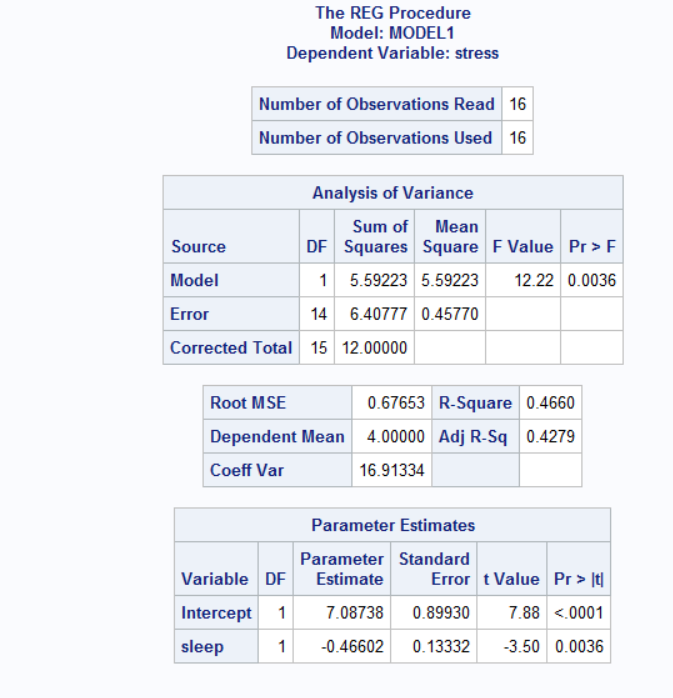 The REG Procedure
Model: MODEL1
Dependent Variable: stress
Number of Observations Read 16
Number of Observations Used 16
Analysis of Variance
Source DF Sum of Squares Mean Square F Value Pr > F
Model 1 5.59223 5.59223 12.22 0.0036
Error 14 6.40777 0.45770
Corrected Total 15 12.00000
Root MSE 0.67653 R-Square 0.4660
Dependent Mean 4.00000 Adj R-Sq 0.4279
Coeff Var 16.91334
Parameter Estimates
Variable DF Parameter Estimate Standard Error t Value Pr > |t|
Intercept 1 7.08738 0.89930 7.88 <.0001
sleep 1 -0.46602 0.13332 -3.50 0.0036